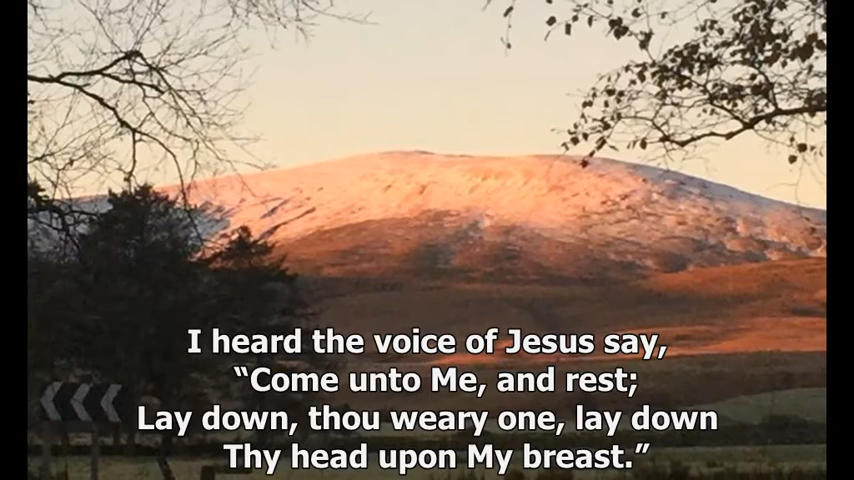 I heard the voice of Jesus say,
“Come unto Me, and rest;
Lay down, thou weary one, lay down
Thy head upon My breast.”